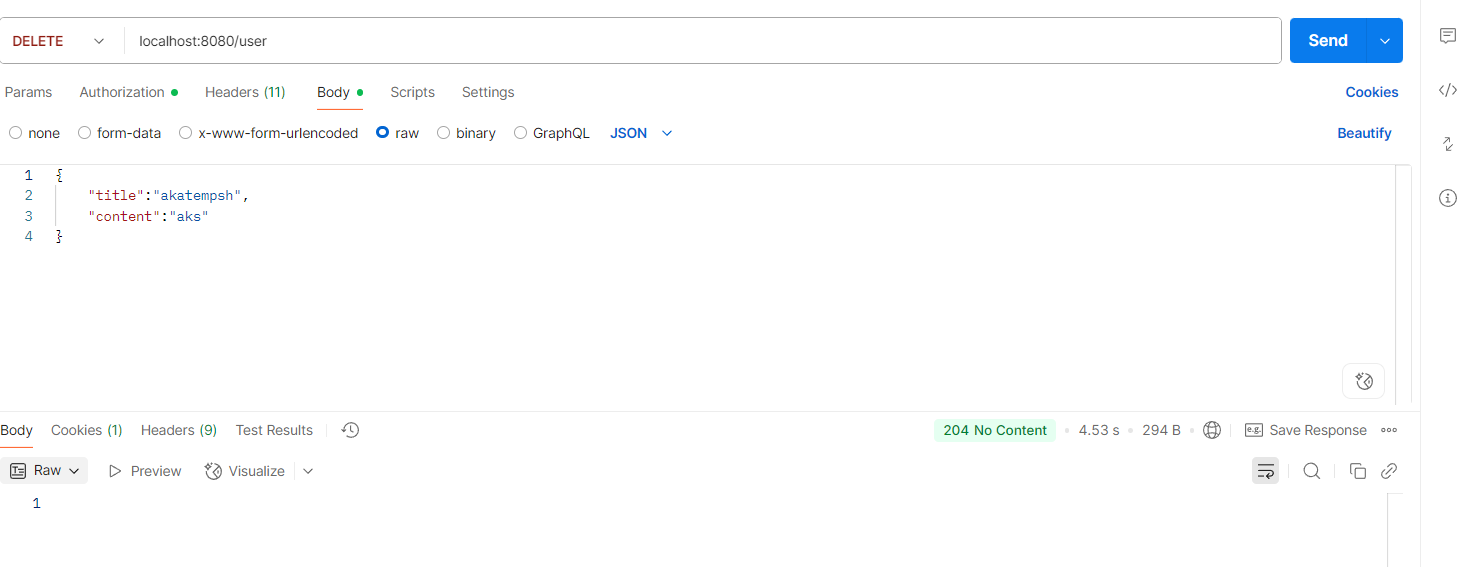 DELETE localhost:8080/user Send
Params Authorization Headers (11) Body Scripts Settings Cookies
none form-data x-www-form-urlencoded raw binary GraphQL JSON Beautify
1 {
2 "title":"akatempsh",
3 "content":"aks"
4 }
Body Cookies (1) Headers (9) Test Results 204 No Content 4.53 s 294 B e.g. Save Response
Raw Preview Visualize
1